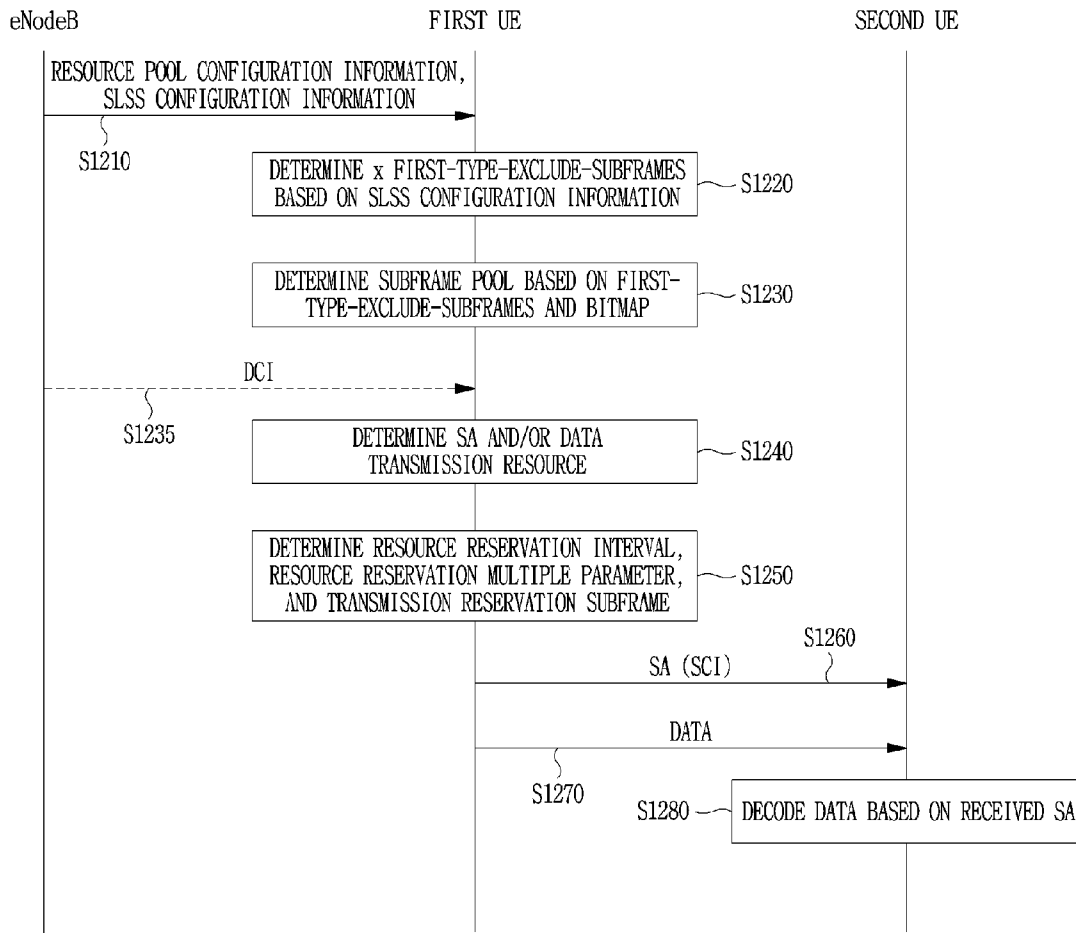 eNodeB
FIRST UE
SECOND UE
RESOURCE POOL CONFIGURATION INFORMATION,
SLSS CONFIGURATION INFORMATION
S1210
DETERMINE x FIRST-TYPE-EXCLUDE-SUBFRAMES
BASED ON SLSS CONFIGURATION INFORMATION
S1220
DETERMINE SUBFRAME POOL BASED ON FIRST-
TYPE-EXCLUDE-SUBFRAMES AND BITMAP
S1230
DCI
S1235
DETERMINE SA AND/OR DATA
TRANSMISSION RESOURCE
S1240
DETERMINE RESOURCE RESERVATION INTERVAL,
RESOURCE RESERVATION MULTIPLE PARAMETER,
AND TRANSMISSION RESERVATION SUBFRAME
S1250
S1260
SA (SCI)
DATA
S1270
S1280
DECODE DATA BASED ON RECEIVED SA